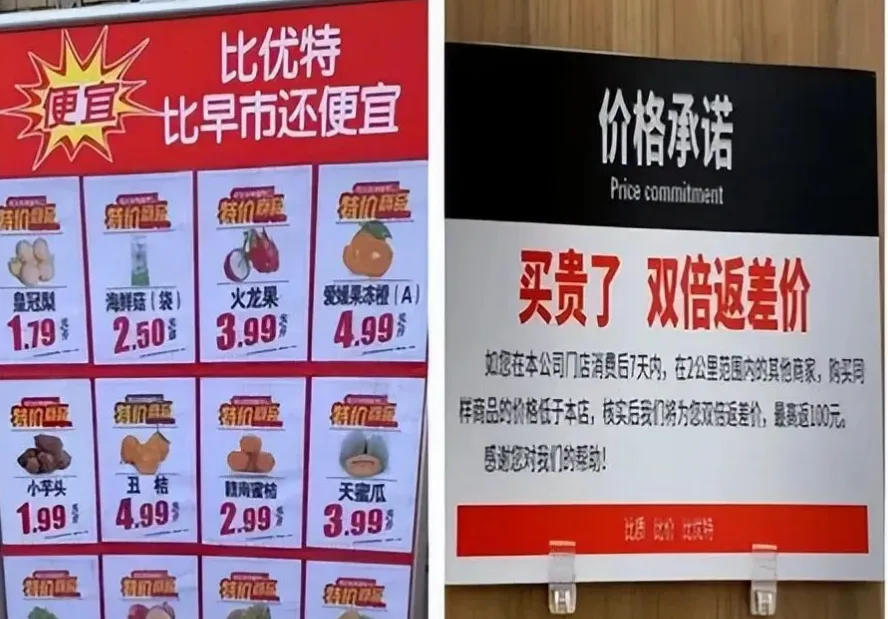 便宜
比优特
比早市还便宜
特价商品
特价商品
特价商品
特价商品
皇冠梨
海鲜菇（袋）
火龙果
爱媛果冻橙（A）
1.79
2.50
3.99
4.99
特价商品
特价商品
特价商品
特价商品
小芋头
丑桔
赣南蜜桔
天蜜瓜
1.99
4.99
2.99
3.99
特价商品
特价商品
特价商品
特价商品
价格承诺
Price commitment
买贵了 双倍返差价
如您在本公司门店消费后7天内，在2公里范围内的其他商家，购买同
样商品的价格低于本店，核实后我们将为您双倍返差价，最高返100元。
感谢您对我们的帮助！
比质 比价 比优特